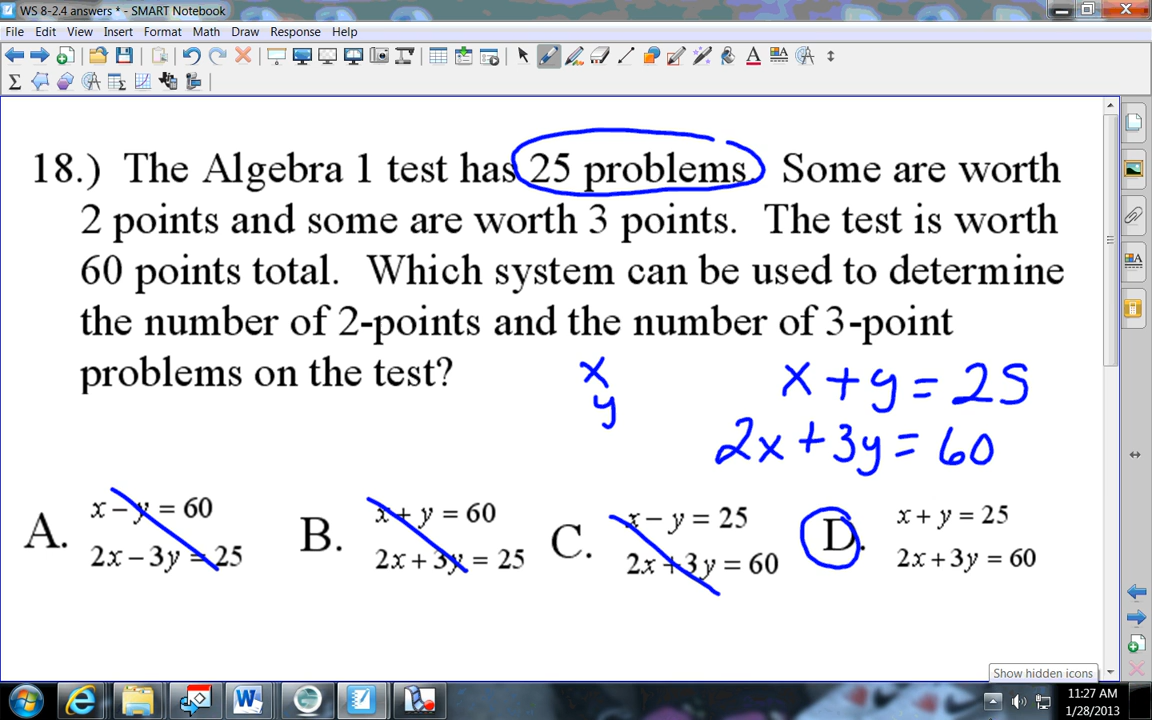 WS 8-2.4 answers * - SMART Notebook
File Edit View Insert Format Math Draw Response Help
18.) The Algebra 1 test has 25 problems. Some are worth
2 points and some are worth 3 points. The test is worth
60 points total. Which system can be used to determine
the number of 2-points and the number of 3-point
problems on the test?
x
y
x + y = 25
2x + 3y = 60
A. x − y = 60
2x − 3y = 25
B. x + y = 60
2x + 3y = 25
C. x − y = 25
2x + 3y = 60
D. x + y = 25
2x + 3y = 60
Show hidden icons
11:27 AM
1/28/2013